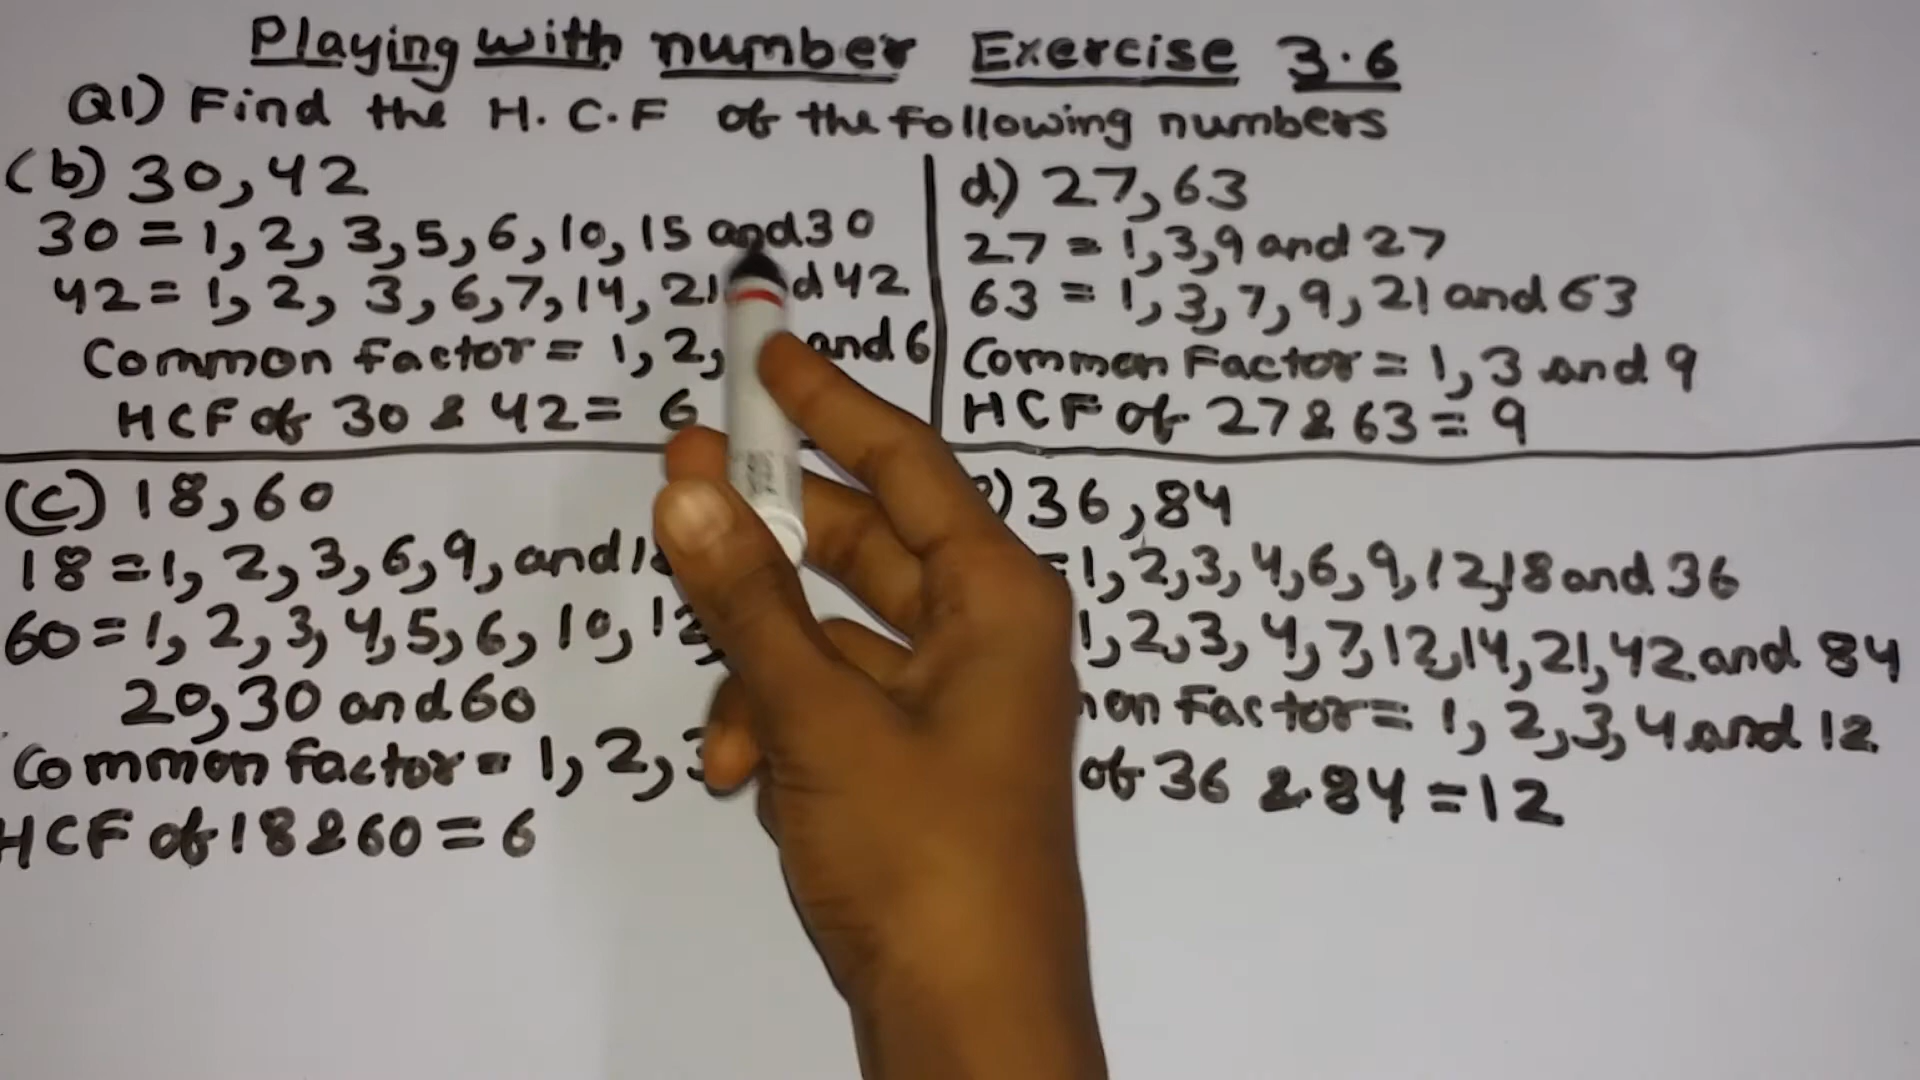 Playing with number Exercise 3.6
Q1) Find the H.C.F of the following numbers
(b) 30, 42
30 = 1, 2, 3, 5, 6, 10, 15 and 30
42 = 1, 2, 3, 6, 7, 14, 21 42
Common factor = 1, 2, and 6
HCF of 30 & 42 = 6
d) 27, 63
27 = 1, 3, 9 and 27
63 = 1, 3, 7, 9, 21 and 63
Common Factor = 1, 3 and 9
HCF of 27 & 63 = 9
(c) 18, 60
18 = 1, 2, 3, 6, 9, and
60 = 1, 2, 3, 4, 5, 6, 10, 12,
20, 30 and 60
Common factor = 1, 2, 3
HCF of 18 & 60 = 6
) 36, 84
= 1, 2, 3, 4, 6, 9, 12, 18 and 36
1, 2, 3, 4, 7, 12, 14, 21, 42 and 84
Factor = 1, 2, 3, 4 and 12
of 36 & 84 = 12